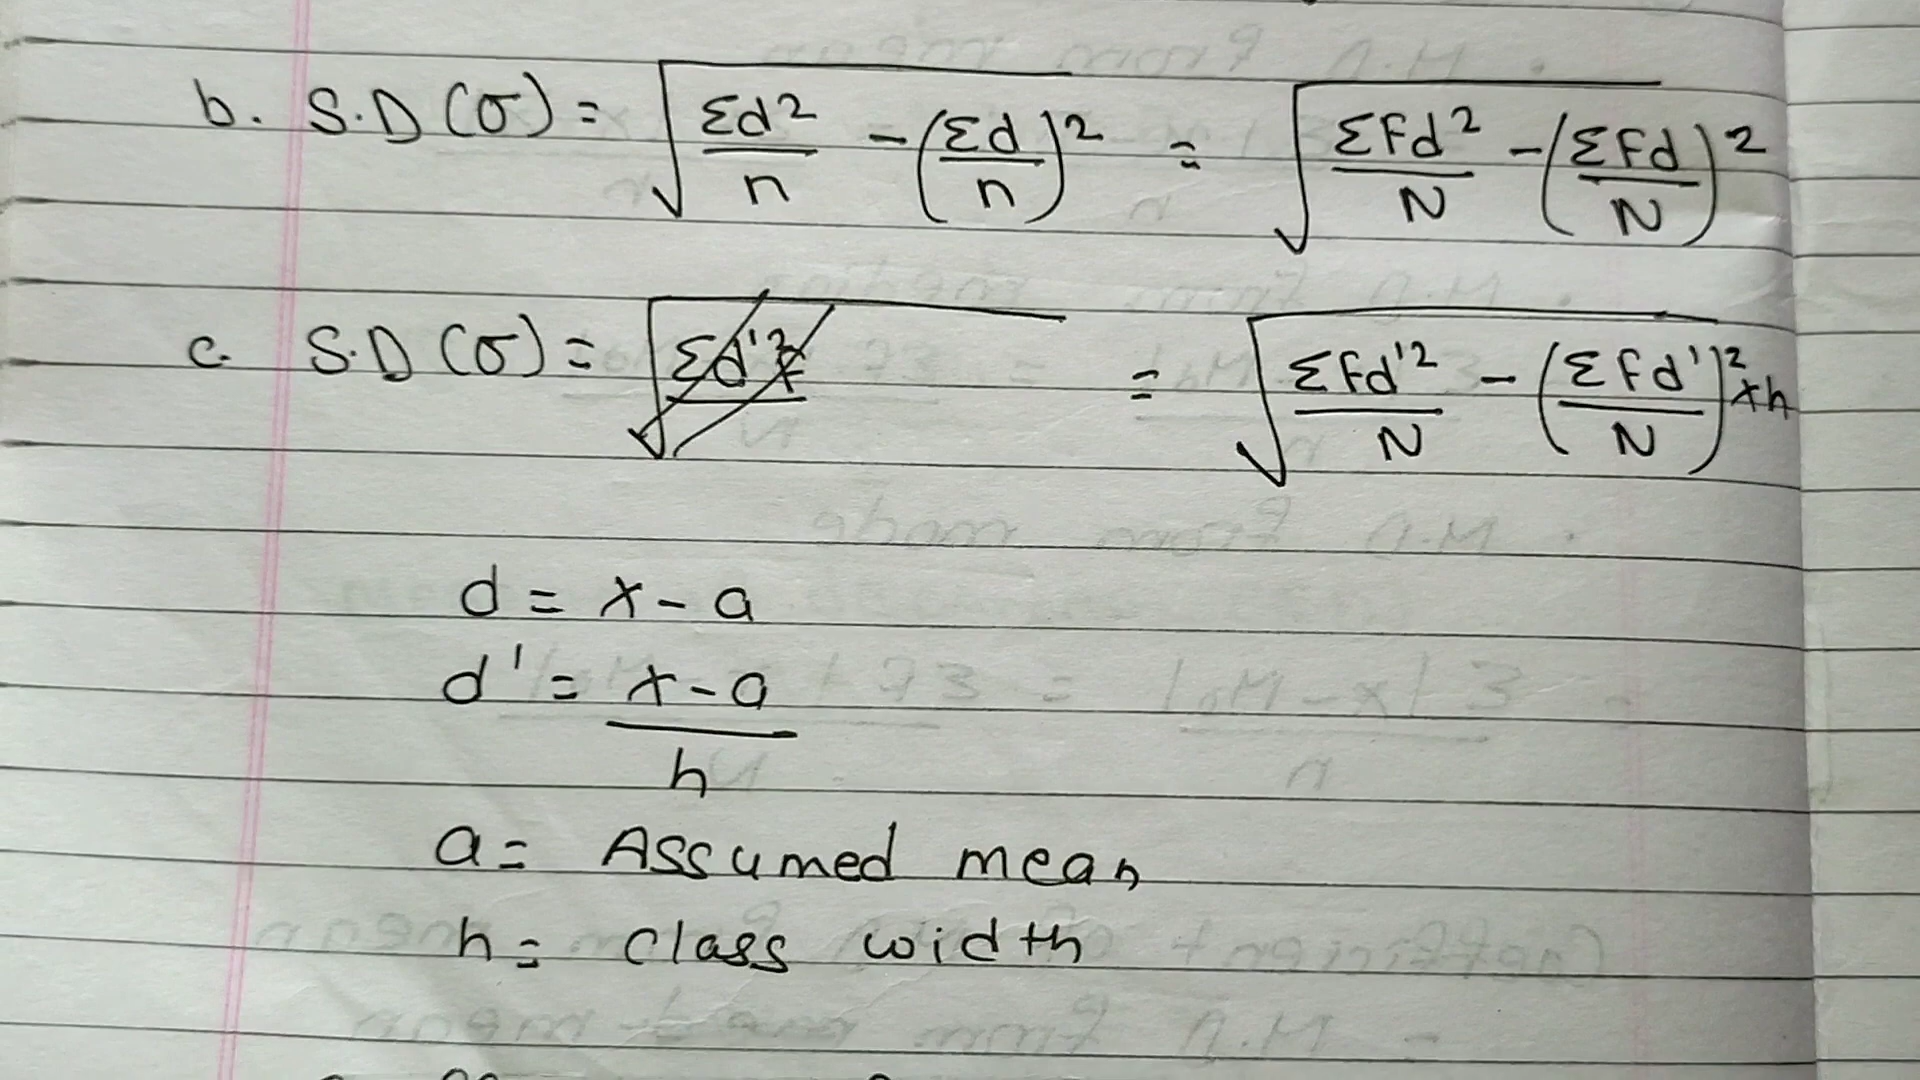 b. S.D (σ) = √(Σd²/n - (Σd/n)²) = √(ΣFd²/N - (ΣFd/N)²)
c. S.D (σ) = = √(ΣFd'²/N - (ΣFd'/N)²) × h
d = x - a
d' = x - a / h
a = Assumed mean
h = class width